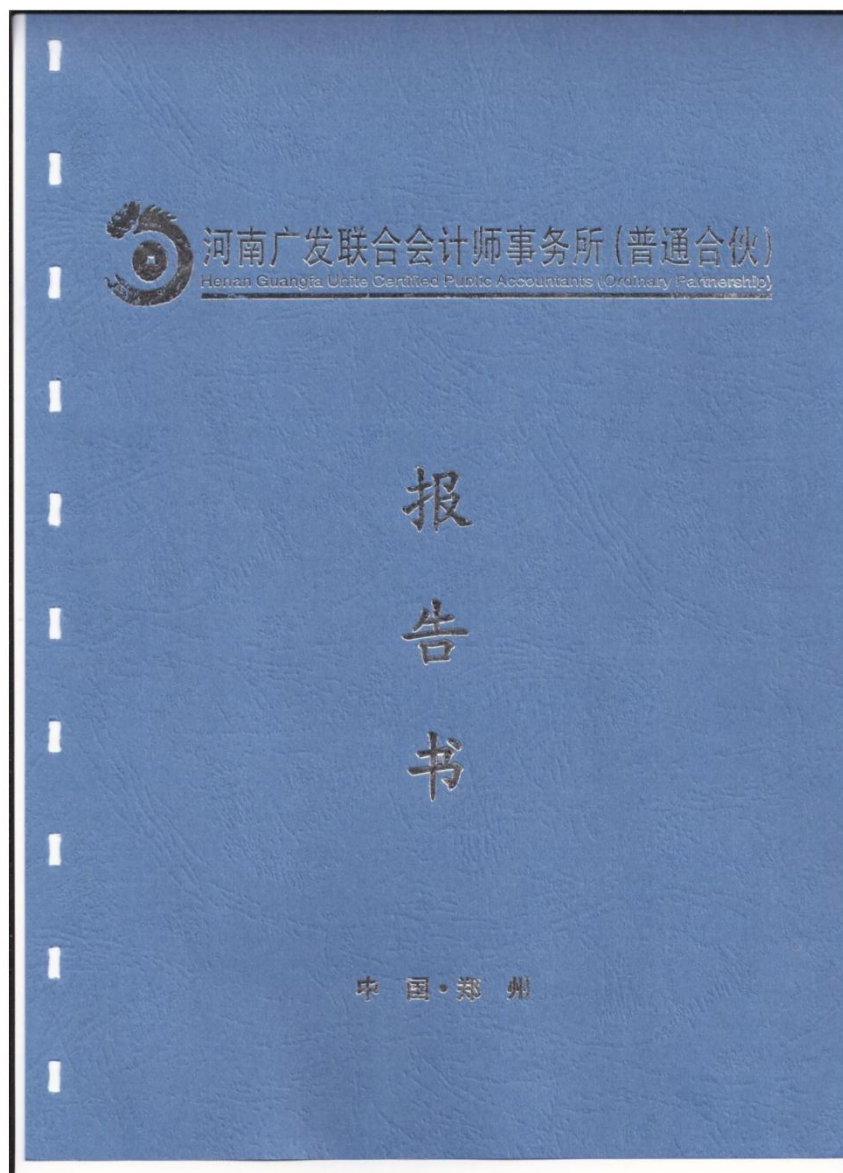 河南广发联合会计师事务所(普通合伙)
Henan Guangfa Unite Certified Public Accountants (Ordinary Partnership)
报
告
书
中国·郑州